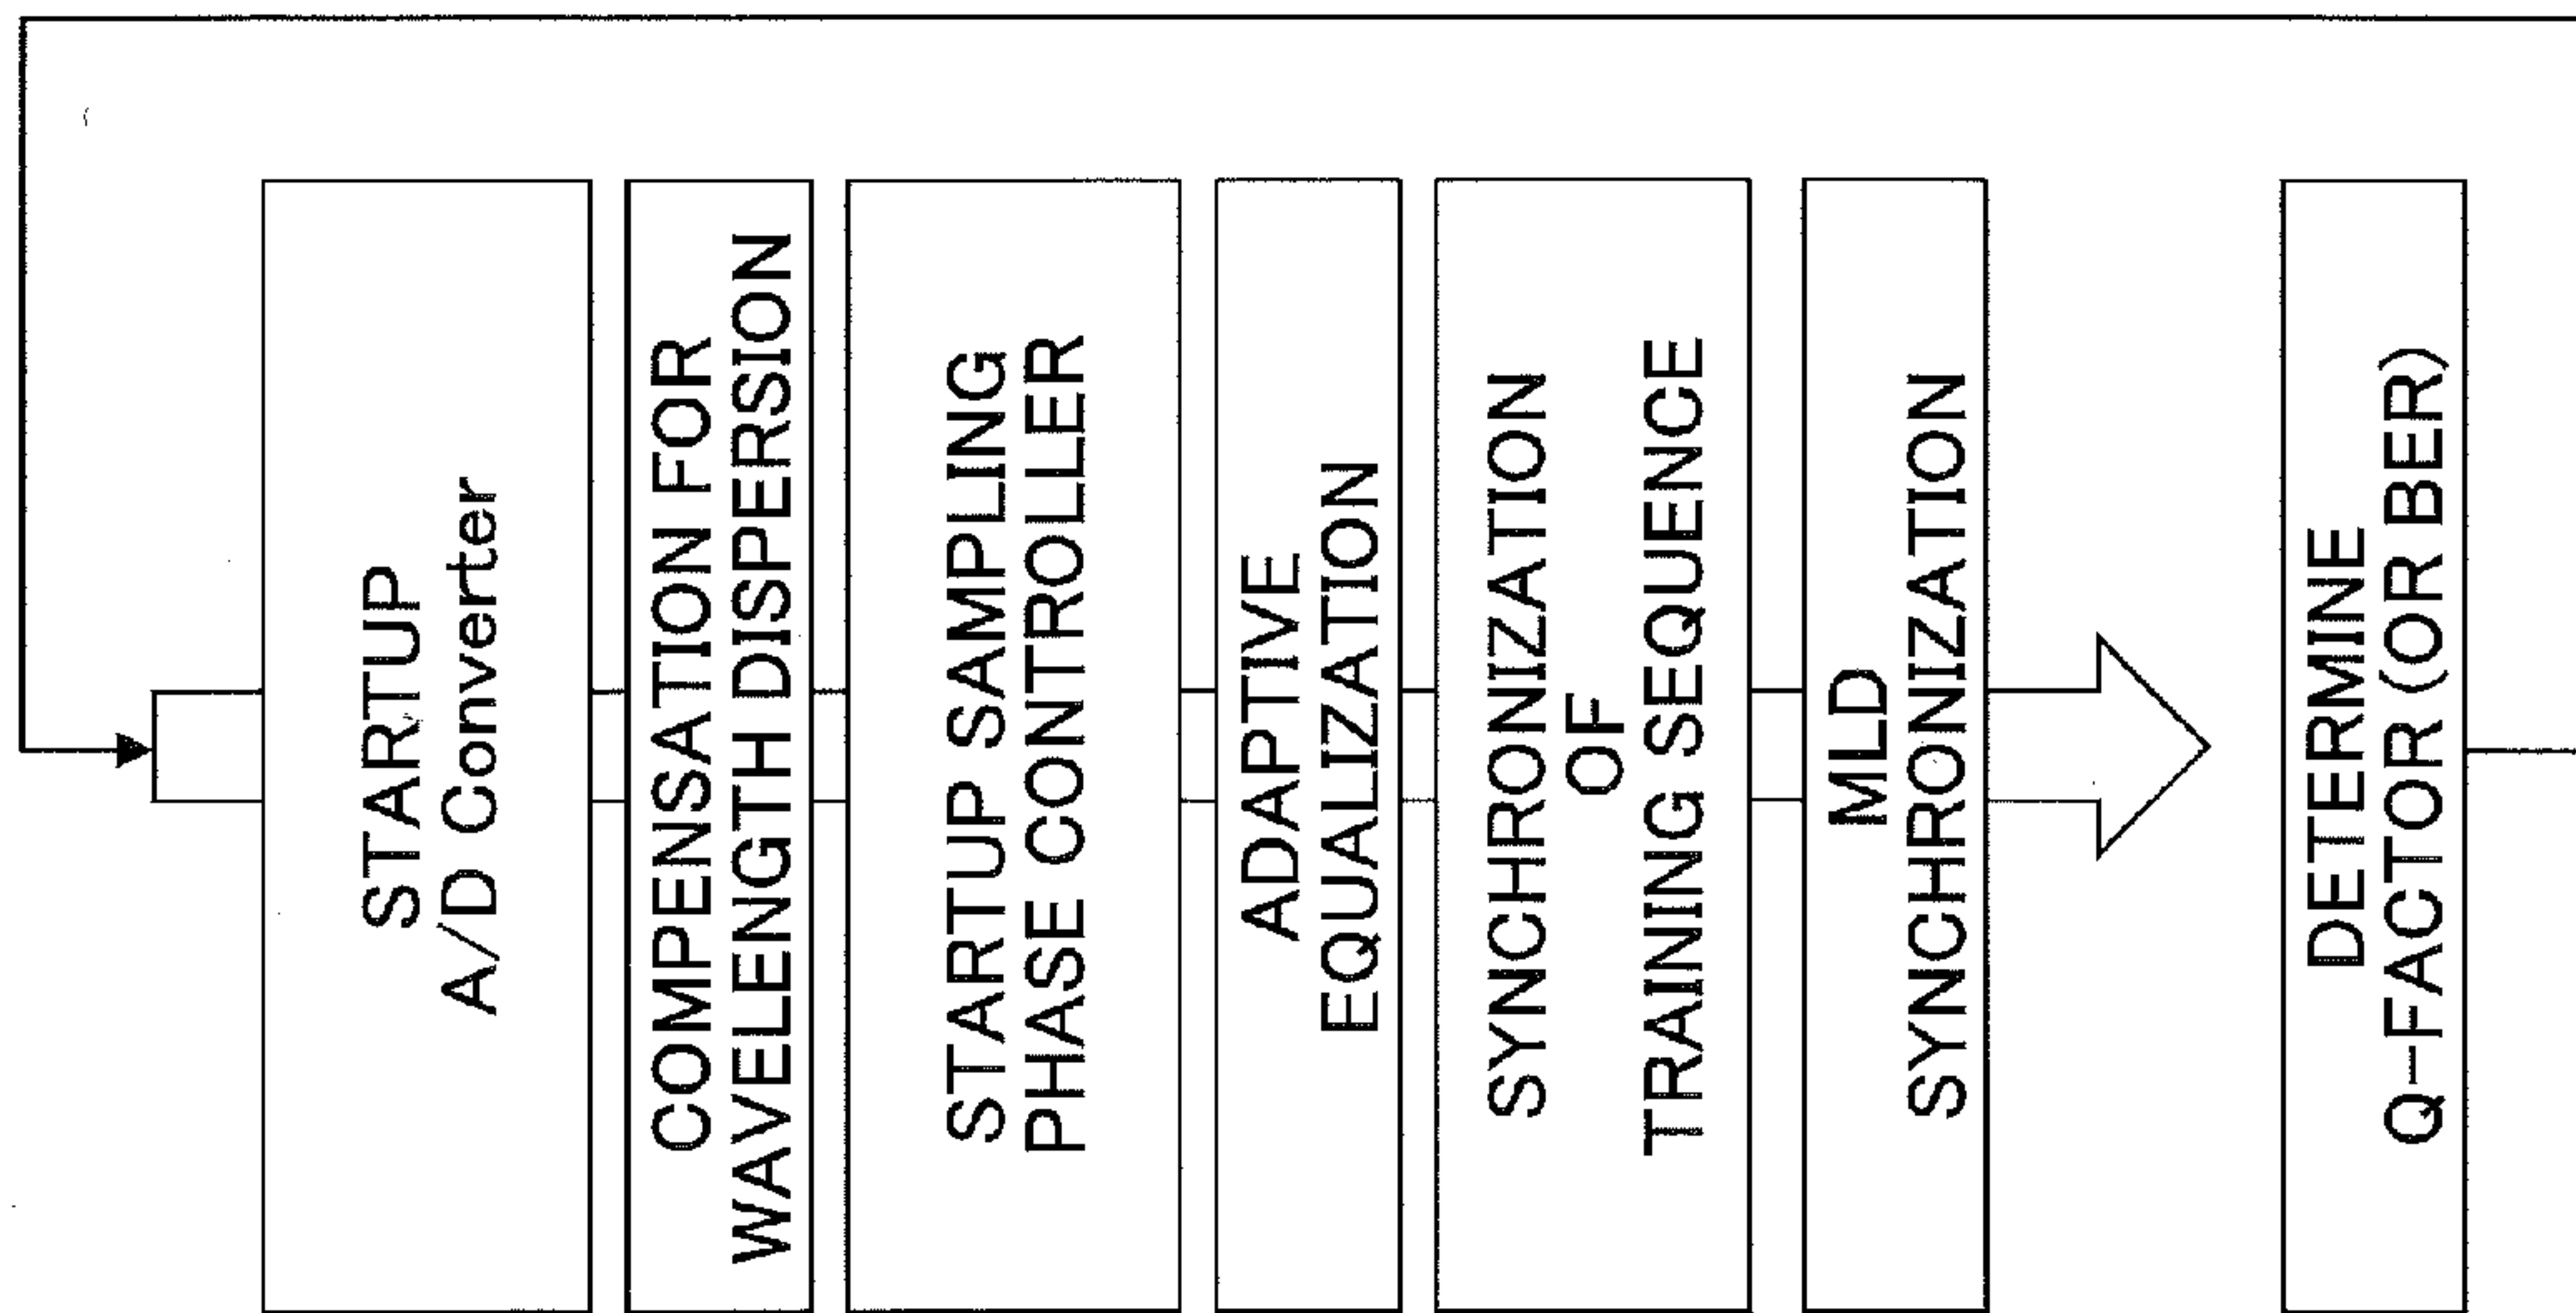 STARTUP
A/D Converter
COMPENSATION FOR
WAVELENGTH DISPERSION
STARTUP SAMPLING
PHASE CONTROLLER
ADAPTIVE
EQUALIZATION
SYNCHRONIZATION
OF
TRAINING SEQUENCE
MLD
SYNCHRONIZATION
DETERMINE
Q-FACTOR (OR BER)